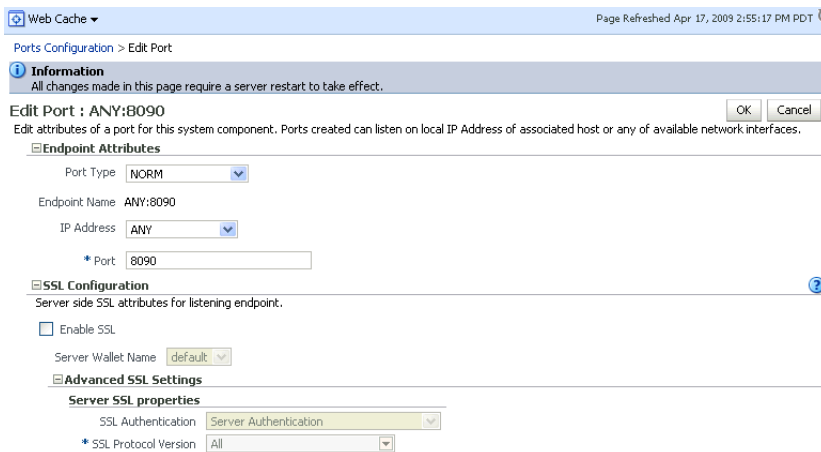 Web Cache
Page Refreshed Apr 17, 2009 2:55:17 PM PDT
Ports Configuration > Edit Port
Information
All changes made in this page require a server restart to take effect.
Edit Port : ANY:8090
OK Cancel
Edit attributes of a port for this system component. Ports created can listen on local IP Address of associated host or any of available network interfaces.
Endpoint Attributes
Port Type NORM
Endpoint Name ANY:8090
IP Address ANY
* Port 8090
SSL Configuration
Server side SSL attributes for listening endpoint.
Enable SSL
Server Wallet Name default
Advanced SSL Settings
Server SSL properties
SSL Authentication Server Authentication
* SSL Protocol Version All